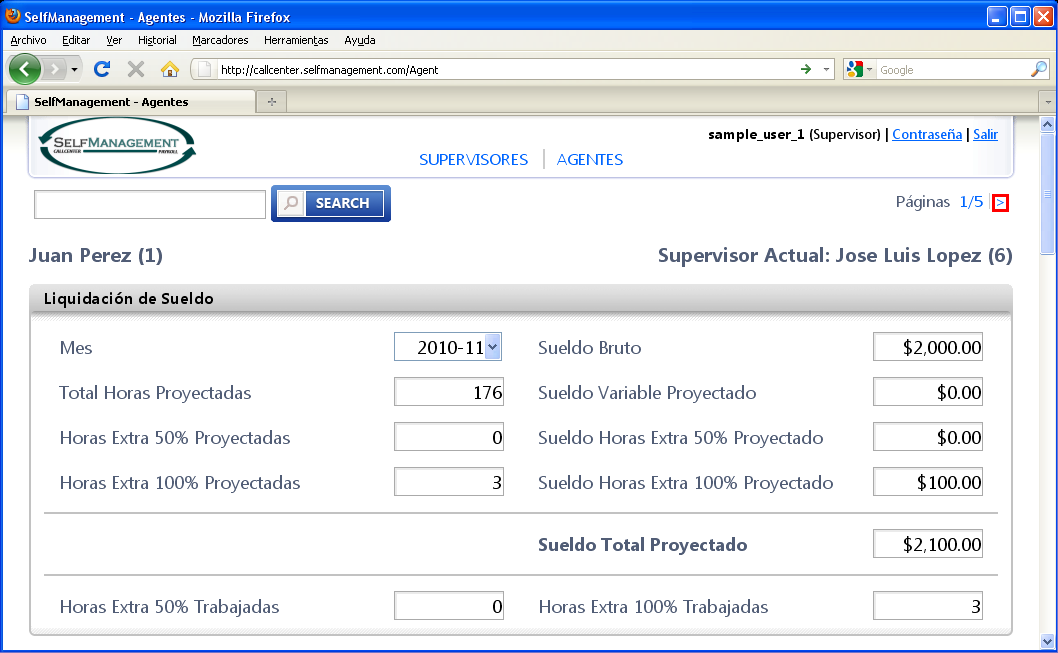 SelfManagement - Agentes - Mozilla Firefox
Archivo Editar Ver Historial Marcadores Herramientas Ayuda
http://callcenter.selfmanagement.com/Agent
Google
SelfManagement - Agentes
SELFMANAGEMENT
CALLCENTER PAYROLL
sample_user_1 (Supervisor) | Contraseña | Salir
SUPERVISORES | AGENTES
SEARCH
Páginas 1/5 >
Juan Perez (1)
Supervisor Actual: Jose Luis Lopez (6)
Liquidación de Sueldo
Mes 2010-11 Sueldo Bruto $2,000.00
Total Horas Proyectadas 176 Sueldo Variable Proyectado $0.00
Horas Extra 50% Proyectadas 0 Sueldo Horas Extra 50% Proyectado $0.00
Horas Extra 100% Proyectadas 3 Sueldo Horas Extra 100% Proyectado $100.00
Sueldo Total Proyectado $2,100.00
Horas Extra 50% Trabajadas 0 Horas Extra 100% Trabajadas 3